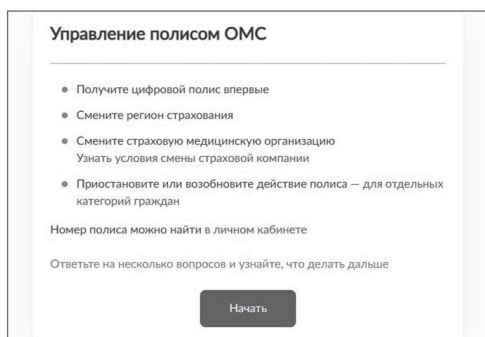 Управление полисом ОМС
Получите цифровой полис впервые
Смените регион страхования
Смените страховую медицинскую организацию
Узнать условия смены страховой компании
Приостановите или возобновите действие полиса — для отдельных
категорий граждан
Номер полиса можно найти в личном кабинете
Ответьте на несколько вопросов и узнайте, что делать дальше
Начать